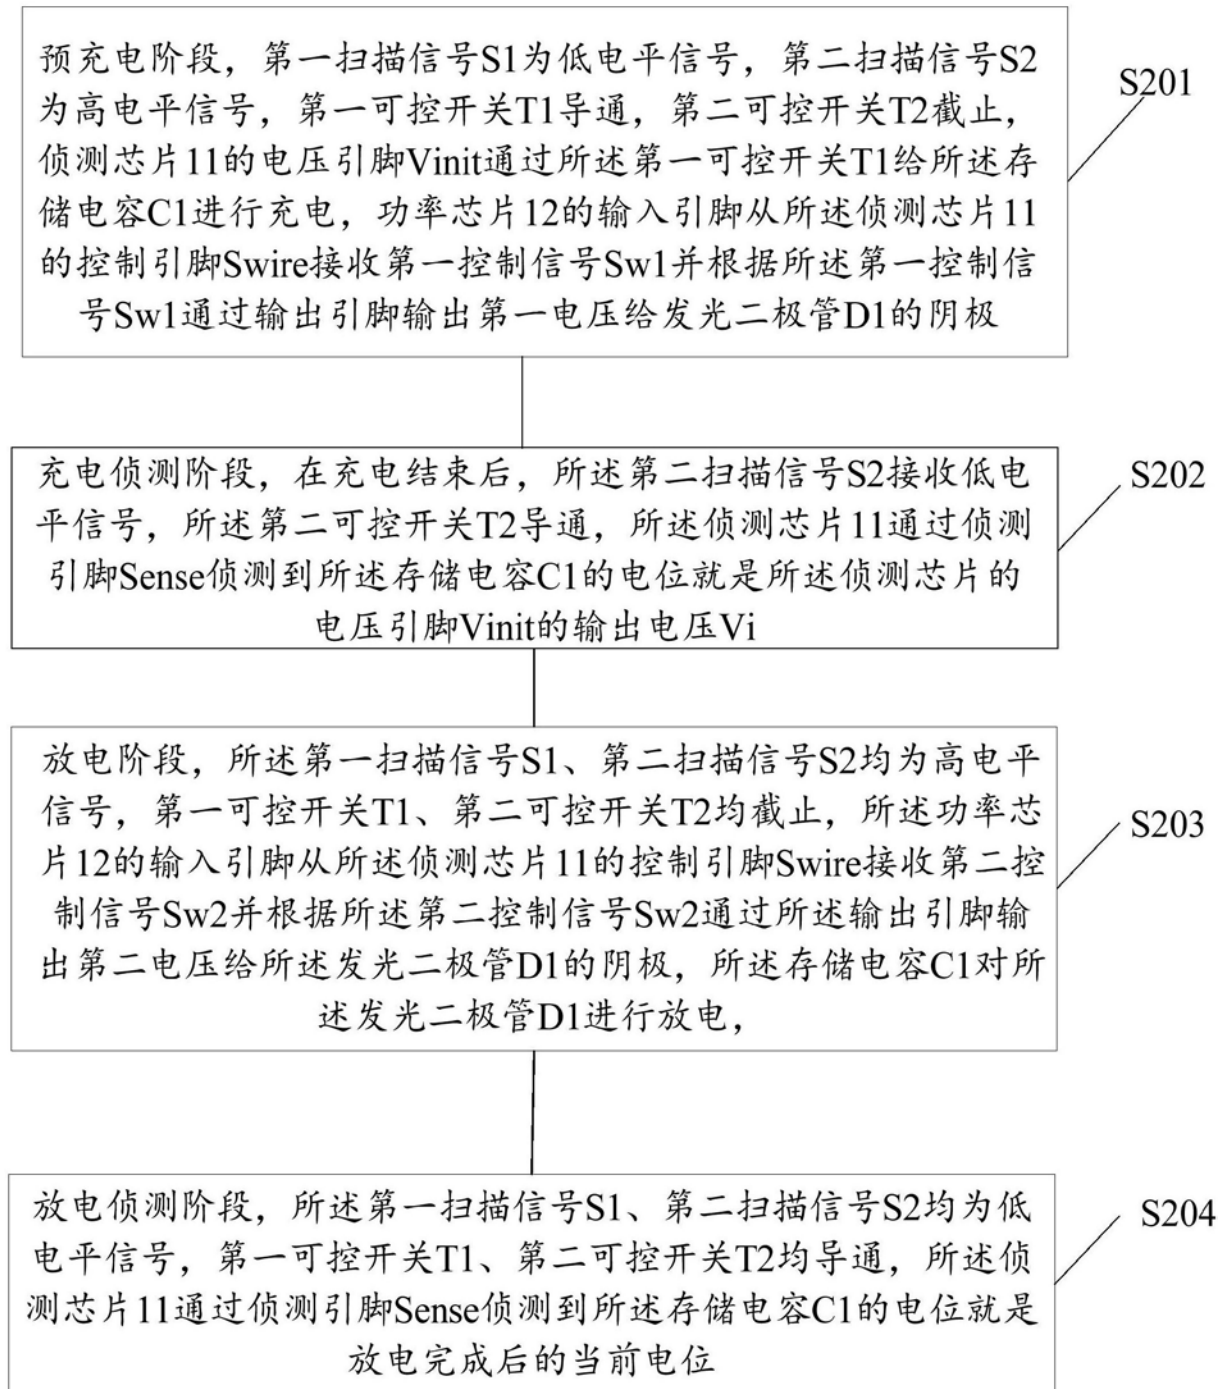 预充电阶段，第一扫描信号S1为低电平信号，第二扫描信号S2
为高电平信号，第一可控开关T1导通，第二可控开关T2截止，
侦测芯片11的电压引脚Vinit通过所述第一可控开关T1给所述存
储电容C1进行充电，功率芯片12的输入引脚从所述侦测芯片11
的控制引脚Swire接收第一控制信号Sw1并根据所述第一控制信
号Sw1通过输出引脚输出第一电压给发光二极管D1的阴极
S201
充电侦测阶段，在充电结束后，所述第二扫描信号S2接收低电
平信号，所述第二可控开关T2导通，所述侦测芯片11通过侦测
引脚Sense侦测到所述存储电容C1的电位就是所述侦测芯片的
电压引脚Vinit的输出电压Vi
S202
放电阶段，所述第一扫描信号S1、第二扫描信号S2均为高电平
信号，第一可控开关T1、第二可控开关T2均截止，所述功率芯
片12的输入引脚从所述侦测芯片11的控制引脚Swire接收第二控
制信号Sw2并根据所述第二控制信号Sw2通过所述输出引脚输
出第二电压给所述发光二极管D1的阴极，所述存储电容C1对所
述发光二极管D1进行放电，
S203
放电侦测阶段，所述第一扫描信号S1、第二扫描信号S2均为低
电平信号，第一可控开关T1、第二可控开关T2均导通，所述侦
测芯片11通过侦测引脚Sense侦测到所述存储电容C1的电位就是
放电完成后的当前电位
S204